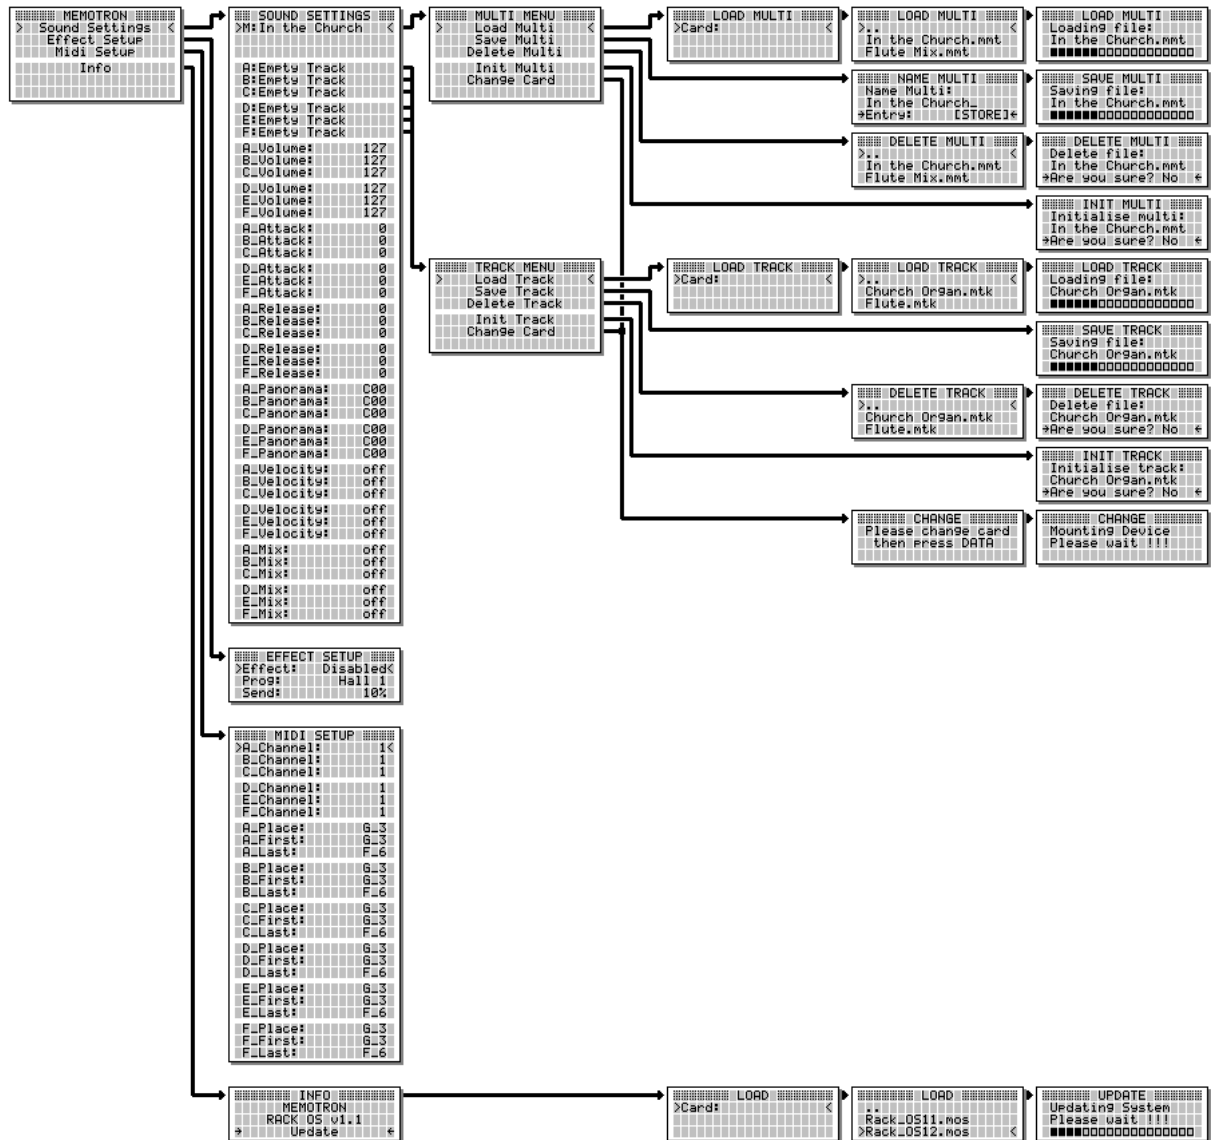 MEMOTRON
> Sound Settings <
Effect Setup
Midi Setup
Info
SOUND SETTINGS
>M:In the Church <
A:Empty Track
B:Empty Track
C:Empty Track
D:Empty Track
E:Empty Track
F:Empty Track
A_Volume: 127
B_Volume: 127
C_Volume: 127
D_Volume: 127
E_Volume: 127
F_Volume: 127
A_Attack: 0
B_Attack: 0
C_Attack: 0
D_Attack: 0
E_Attack: 0
F_Attack: 0
A_Release: 0
B_Release: 0
C_Release: 0
D_Release: 0
E_Release: 0
F_Release: 0
A_Panorama: C00
B_Panorama: C00
C_Panorama: C00
D_Panorama: C00
E_Panorama: C00
F_Panorama: C00
A_Velocity: off
B_Velocity: off
C_Velocity: off
D_Velocity: off
E_Velocity: off
F_Velocity: off
A_Mix: off
B_Mix: off
C_Mix: off
D_Mix: off
E_Mix: off
F_Mix: off
EFFECT SETUP
>Effect: Disabled<
Prog: Hall 1
Send: 10%
MIDI SETUP
>A_Channel: 1<
B_Channel: 1
C_Channel: 1
D_Channel: 1
E_Channel: 1
F_Channel: 1
A_Place: G_3
A_First: G_3
A_Last: F_6
B_Place: G_3
B_First: G_3
B_Last: F_6
C_Place: G_3
C_First: G_3
C_Last: F_6
D_Place: G_3
D_First: G_3
D_Last: F_6
E_Place: G_3
E_First: G_3
E_Last: F_6
F_Place: G_3
F_First: G_3
F_Last: F_6
INFO
MEMOTRON
RACK OS v1.1
→ Update ←
MULTI MENU
> Load Multi <
Save Multi
Delete Multi
Init Multi
Change Card
TRACK MENU
> Load Track <
Save Track
Delete Track
Init Track
Change Card
LOAD MULTI
>Card: <
LOAD MULTI
>.. <
In the Church.mmt
Flute Mix.mmt
LOAD MULTI
Loading file:
In the Church.mmt
NAME MULTI
Name Multi:
In the Church_
→Entry: [STORE]←
SAVE MULTI
Saving file:
In the Church.mmt
DELETE MULTI
>.. <
In the Church.mmt
Flute Mix.mmt
DELETE MULTI
Delete file:
In the Church.mmt
→Are you sure? No ←
INIT MULTI
Initialise multi:
In the Church.mmt
→Are you sure? No ←
LOAD TRACK
>Card: <
LOAD TRACK
>.. <
Church Organ.mtk
Flute.mtk
LOAD TRACK
Loading file:
Church Organ.mtk
SAVE TRACK
Saving file:
Church Organ.mtk
DELETE TRACK
>.. <
Church Organ.mtk
Flute.mtk
DELETE TRACK
Delete file:
Church Organ.mtk
→Are you sure? No ←
INIT TRACK
Initialise track:
Church Organ.mtk
→Are you sure? No ←
CHANGE
Please change card
then press DATA
CHANGE
Mounting Device
Please wait !!!
LOAD
>Card: <
LOAD
..
Rack_OS11.mos
>Rack_OS12.mos <
UPDATE
Updating System
Please wait !!!